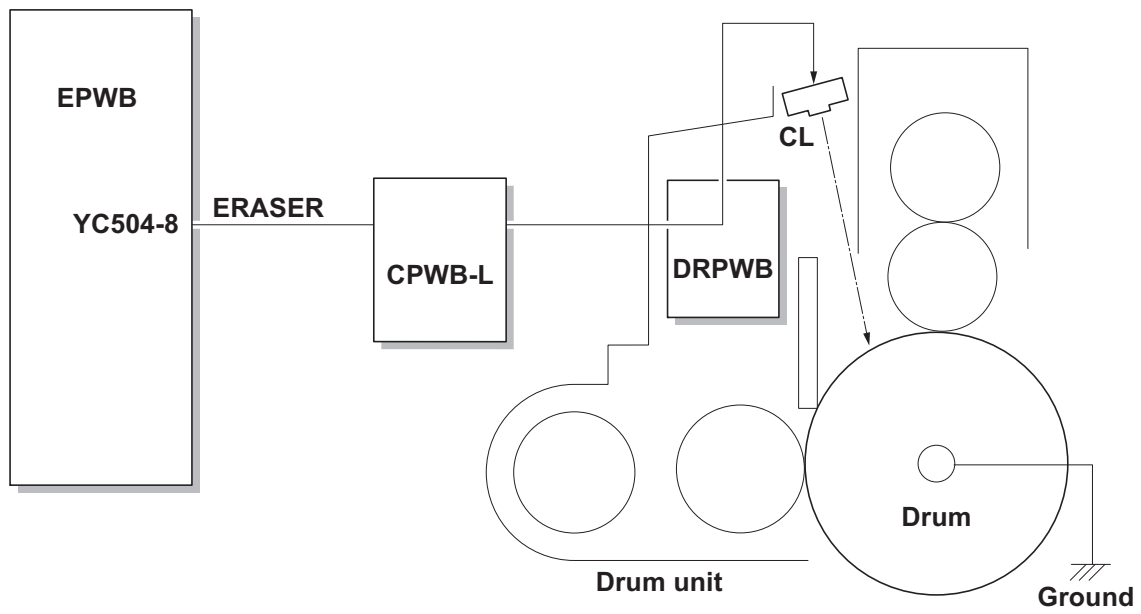 EPWB
CL
YC504-8
ERASER
CPWB-L
DRPWB
Drum
Drum unit
Ground